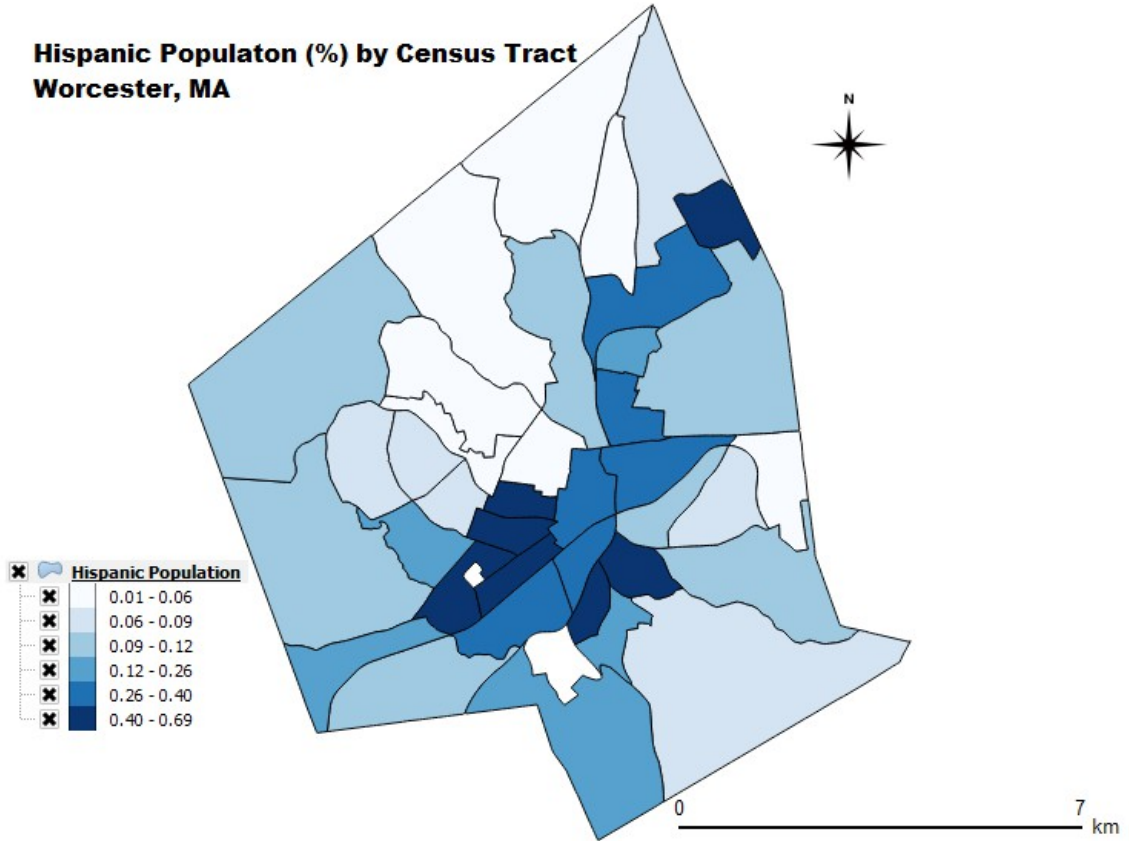 Hispanic Populaton (%) by Census Tract
Worcester, MA
N
Hispanic Population
0.01 - 0.06
0.06 - 0.09
0.09 - 0.12
0.12 - 0.26
0.26 - 0.40
0.40 - 0.69
0 7
km